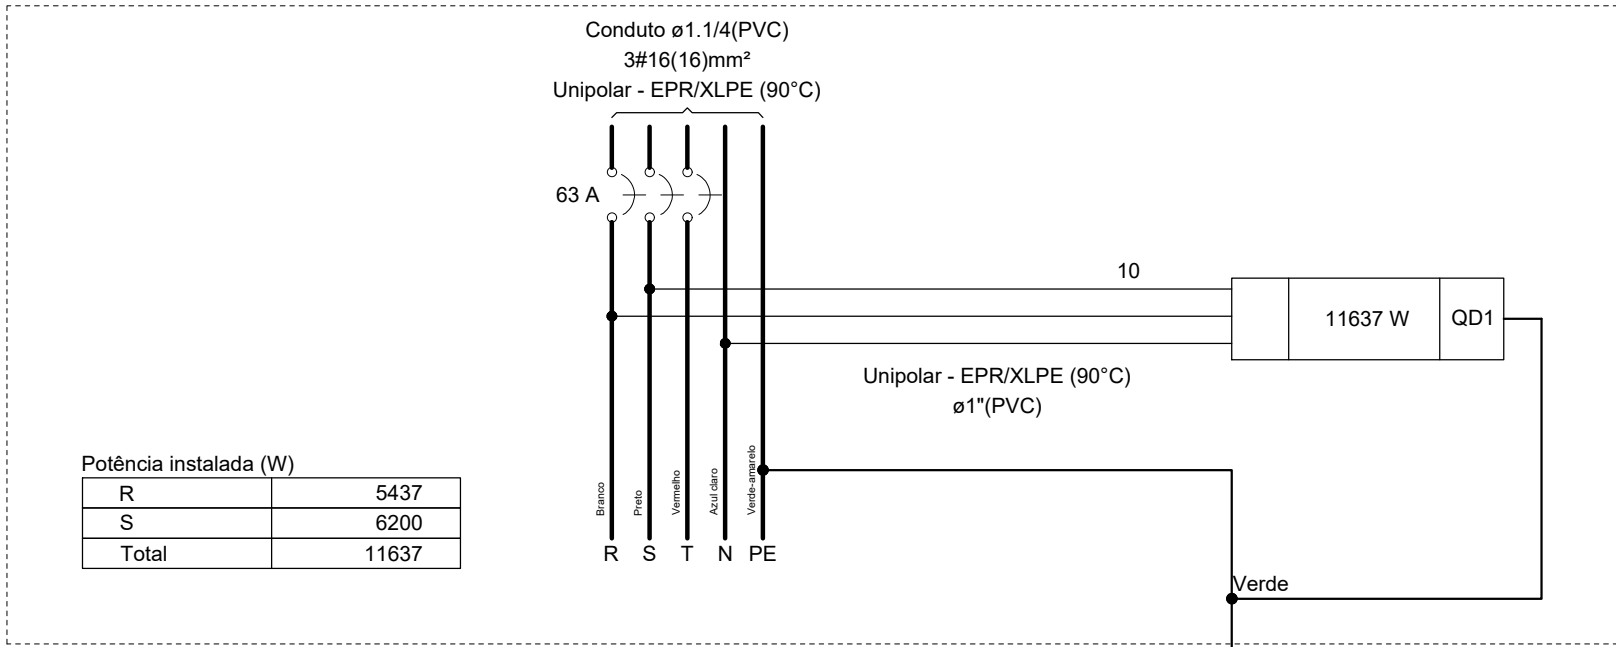 Conduto ø1.1/4(PVC)
3#16(16)mm²
Unipolar - EPR/XLPE (90°C)
63 A
10
11637 W
QD1
Unipolar - EPR/XLPE (90°C)
ø1"(PVC)
Potência instalada (W)
R 5437
S 6200
Total 11637
Branco
Preto
Vermelho
Azul claro
Verde-amarelo
R S T N PE
Verde